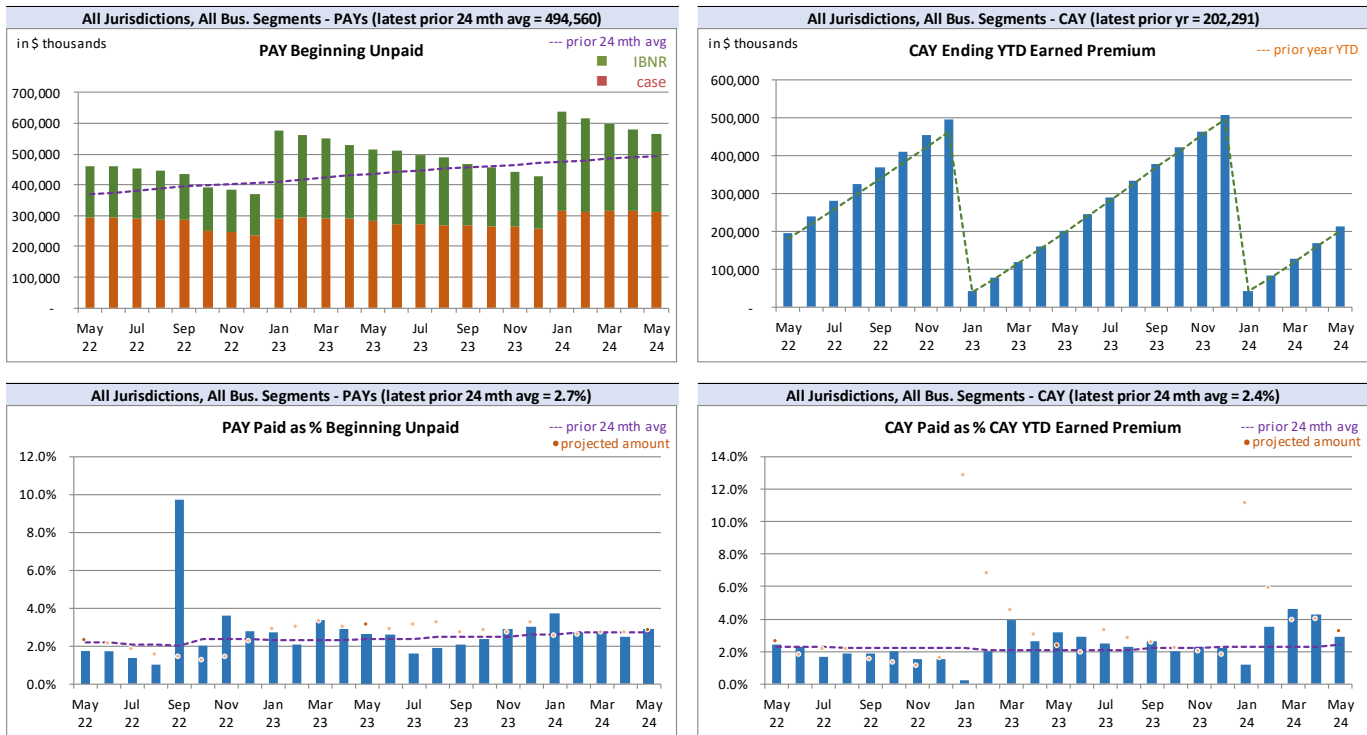 All Jurisdictions, All Bus. Segments - PAYs (latest prior 24 mth avg = 494,560)
in $ thousands
PAY Beginning Unpaid
--- prior 24 mth avg
IBNR
case
700,000
600,000
500,000
400,000
300,000
200,000
100,000
-
May Jul Sep Nov Jan Mar May Jul Sep Nov Jan Mar May
22 22 22 22 23 23 23 23 23 23 24 24 24
All Jurisdictions, All Bus. Segments - CAY (latest prior yr = 202,291)
in $ thousands
CAY Ending YTD Earned Premium
--- prior year YTD
600,000
500,000
400,000
300,000
200,000
100,000
-
May Jul Sep Nov Jan Mar May Jul Sep Nov Jan Mar May
22 22 22 22 23 23 23 23 23 23 24 24 24
All Jurisdictions, All Bus. Segments - PAYs (latest prior 24 mth avg = 2.7%)
PAY Paid as % Beginning Unpaid
--- prior 24 mth avg
projected amount
12.0%
10.0%
8.0%
6.0%
4.0%
2.0%
0.0%
May Jul Sep Nov Jan Mar May Jul Sep Nov Jan Mar May
22 22 22 22 23 23 23 23 23 23 24 24 24
All Jurisdictions, All Bus. Segments - CAY (latest prior 24 mth avg = 2.4%)
CAY Paid as % CAY YTD Earned Premium
--- prior 24 mth avg
projected amount
14.0%
12.0%
10.0%
8.0%
6.0%
4.0%
2.0%
0.0%
May Jul Sep Nov Jan Mar May Jul Sep Nov Jan Mar May
22 22 22 22 23 23 23 23 23 23 24 24 24